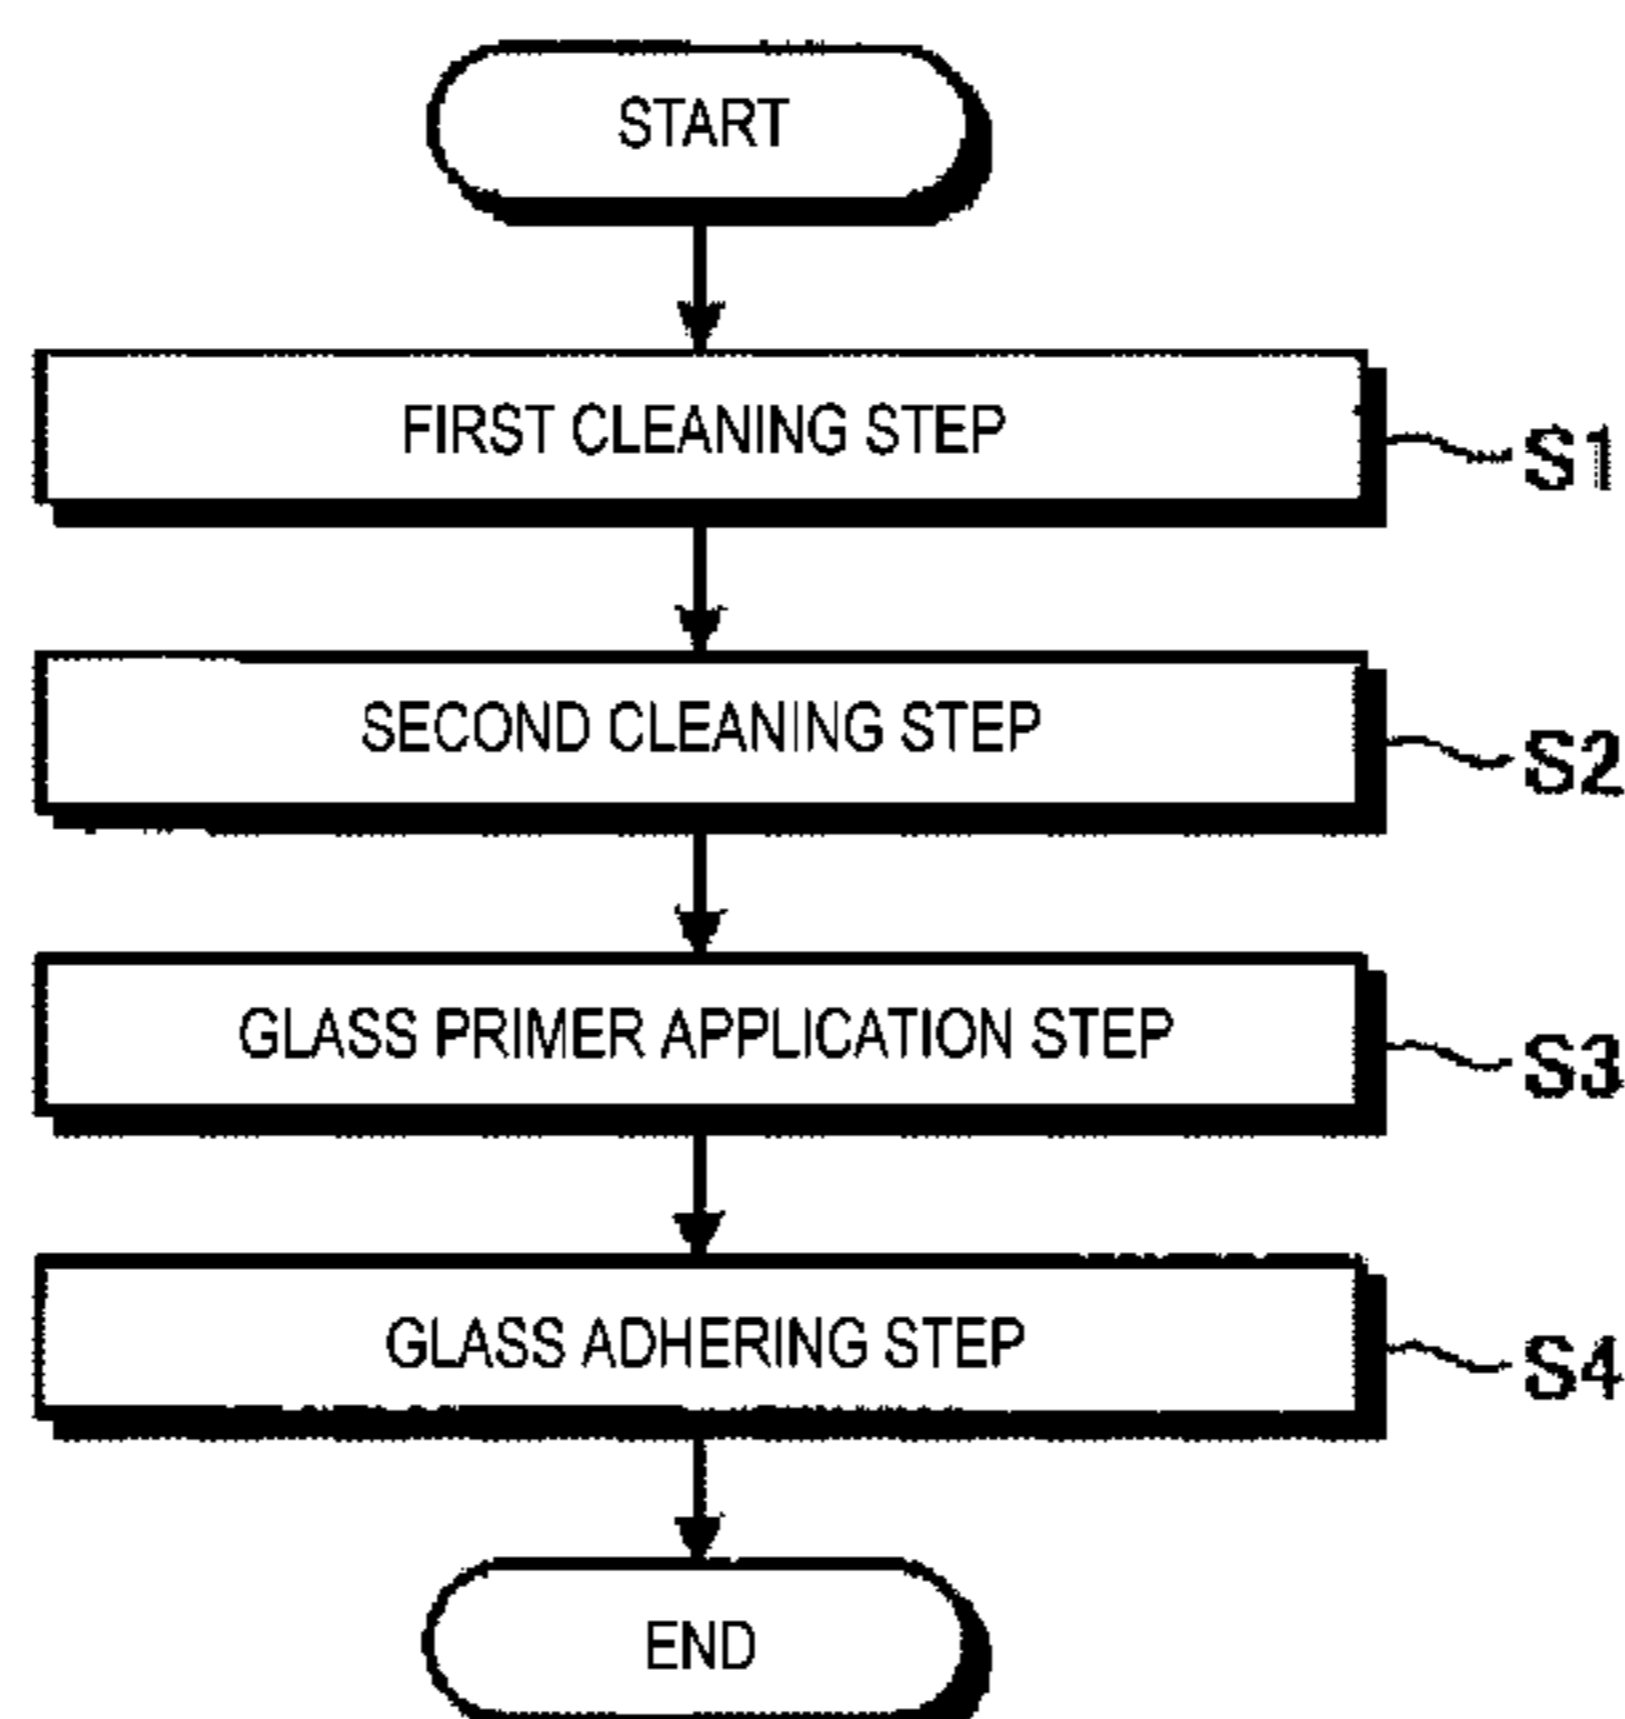 START
FIRST CLEANING STEP
S1
SECOND CLEANING STEP
S2
GLASS PRIMER APPLICATION STEP
S3
GLASS ADHERING STEP
S4
END